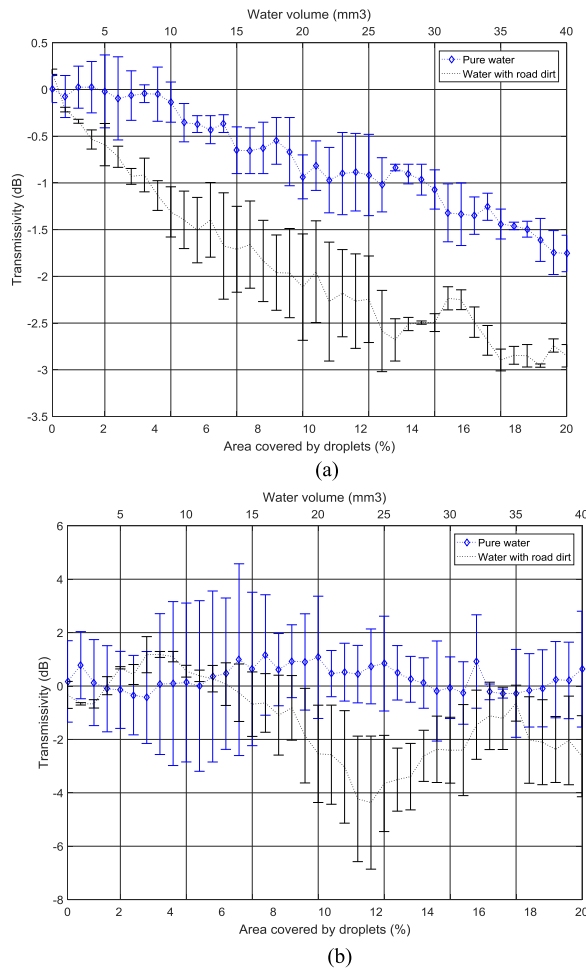 Water volume (mm3)
5 10 15 20 25 30 35 40
0.5
0
-0.5
-1
-1.5
-2
-2.5
-3
-3.5
Transmissivity (dB)
Pure water
Water with road dirt
0 2 4 6 8 10 12 14 16 18 20
Area covered by droplets (%)
(a)
Water volume (mm3)
5 10 15 20 25 30 35 40
6
4
2
0
-2
-4
-6
-8
Transmissivity (dB)
Pure water
Water with road dirt
0 2 4 6 8 10 12 14 16 18 20
Area covered by droplets (%)
(b)